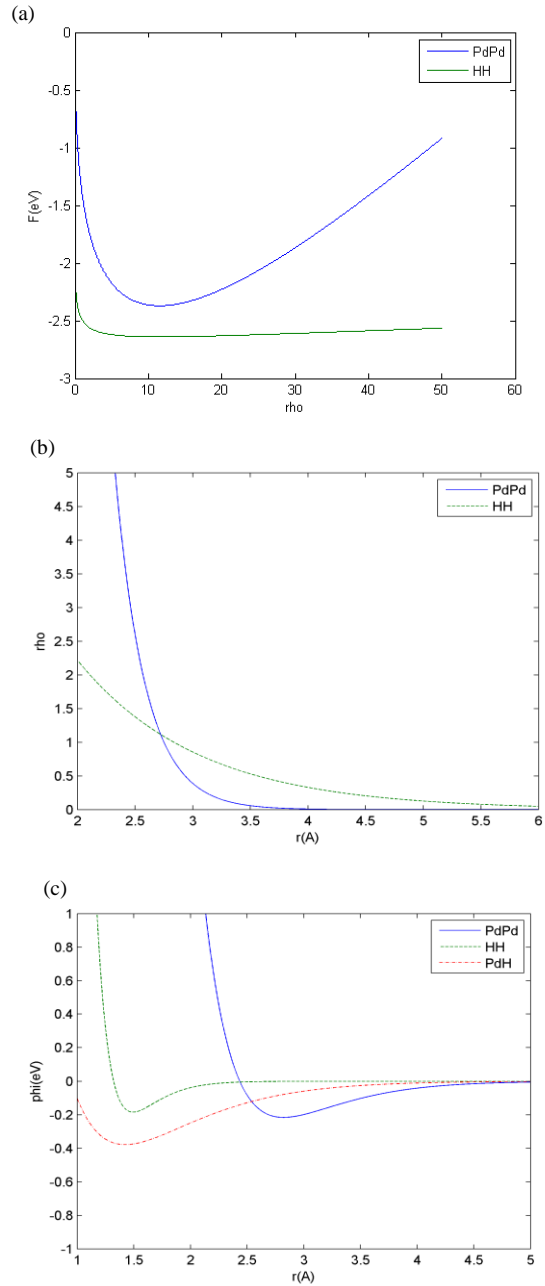 (a)
0
-0.5
-1
-1.5
-2
-2.5
-3
F(eV)
0 10 20 30 40 50 60
rho
PdPd
HH
(b)
5
4.5
4
3.5
3
2.5
2
1.5
1
0.5
0
rho
2 2.5 3 3.5 4 4.5 5 5.5 6
r(A)
PdPd
HH
(c)
1
0.8
0.6
0.4
0.2
0
-0.2
-0.4
-0.6
-0.8
-1
phi(eV)
1 1.5 2 2.5 3 3.5 4 4.5 5
r(A)
PdPd
HH
PdH